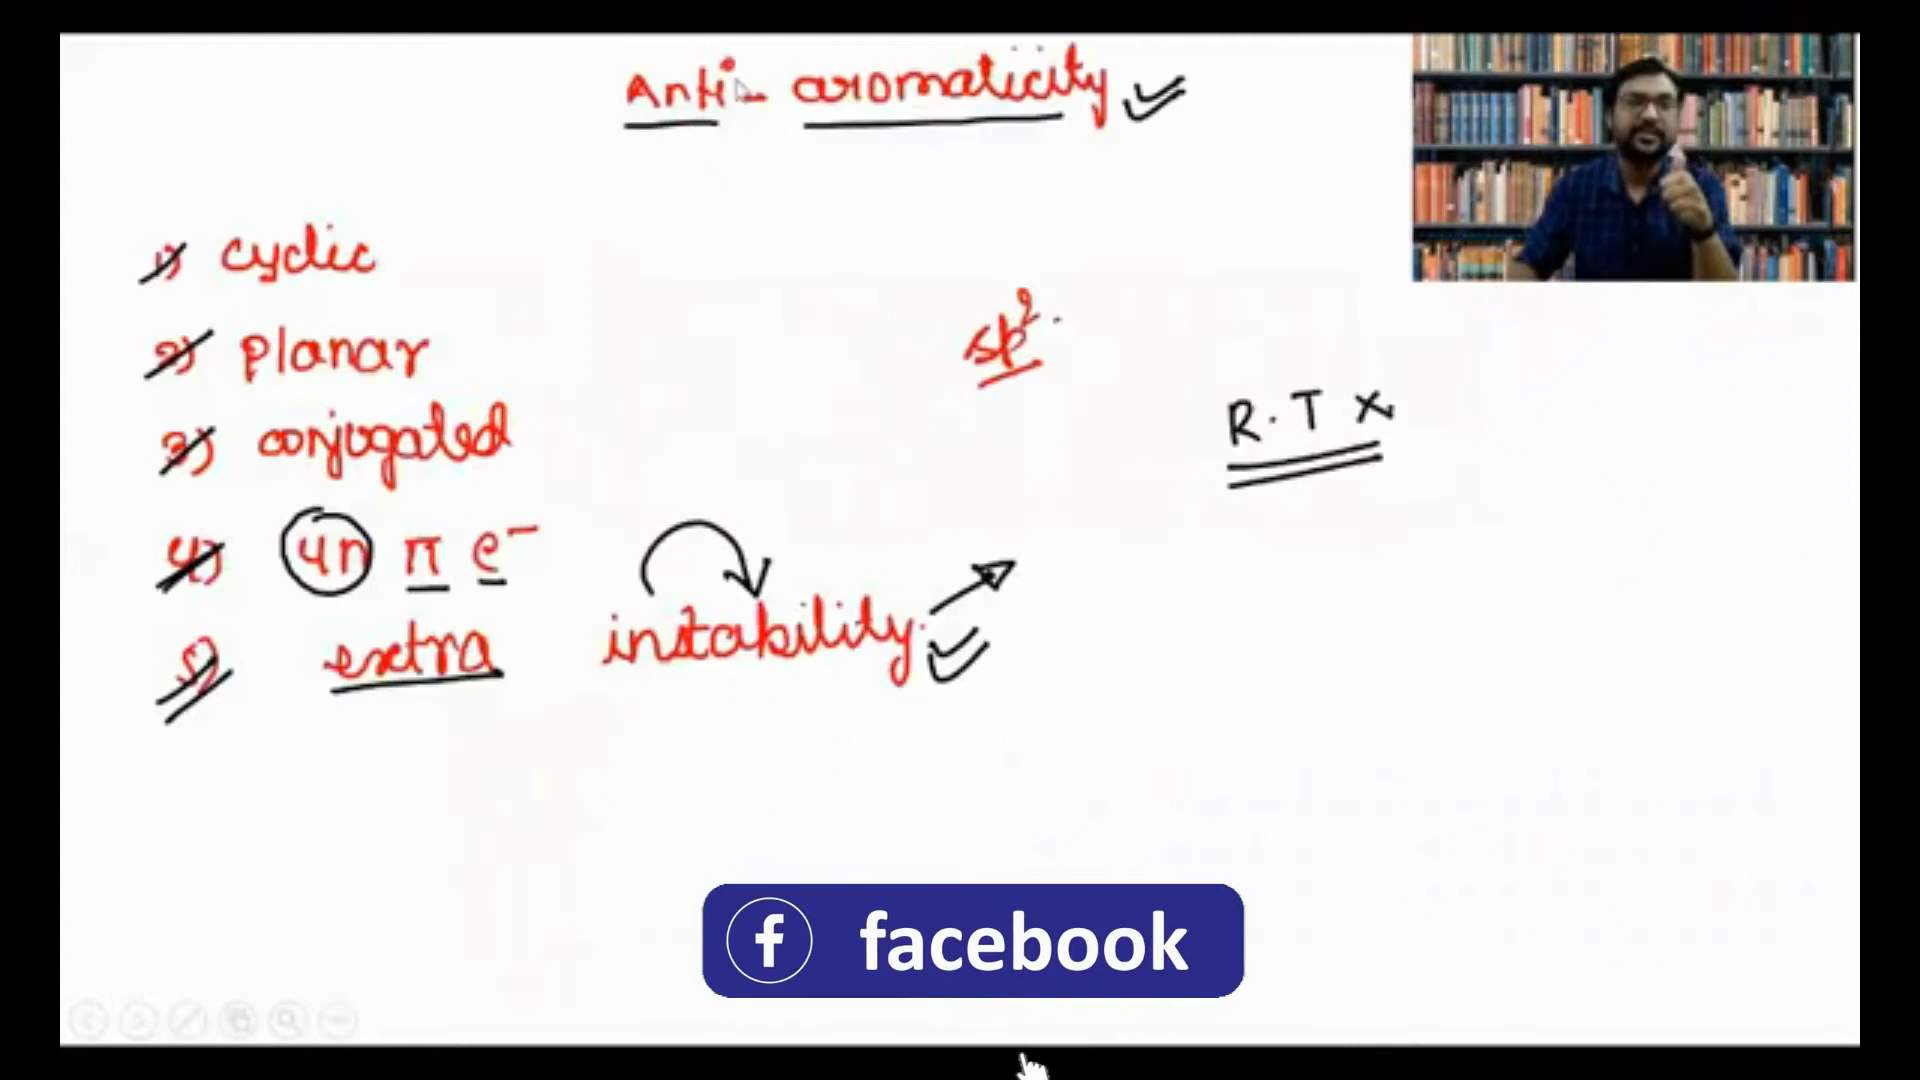 Anti- aromaticity
1) cyclic
2) planar
3) conjugated
4) 4n π e⁻
5) extra instability.
sp².
R.T ×
facebook